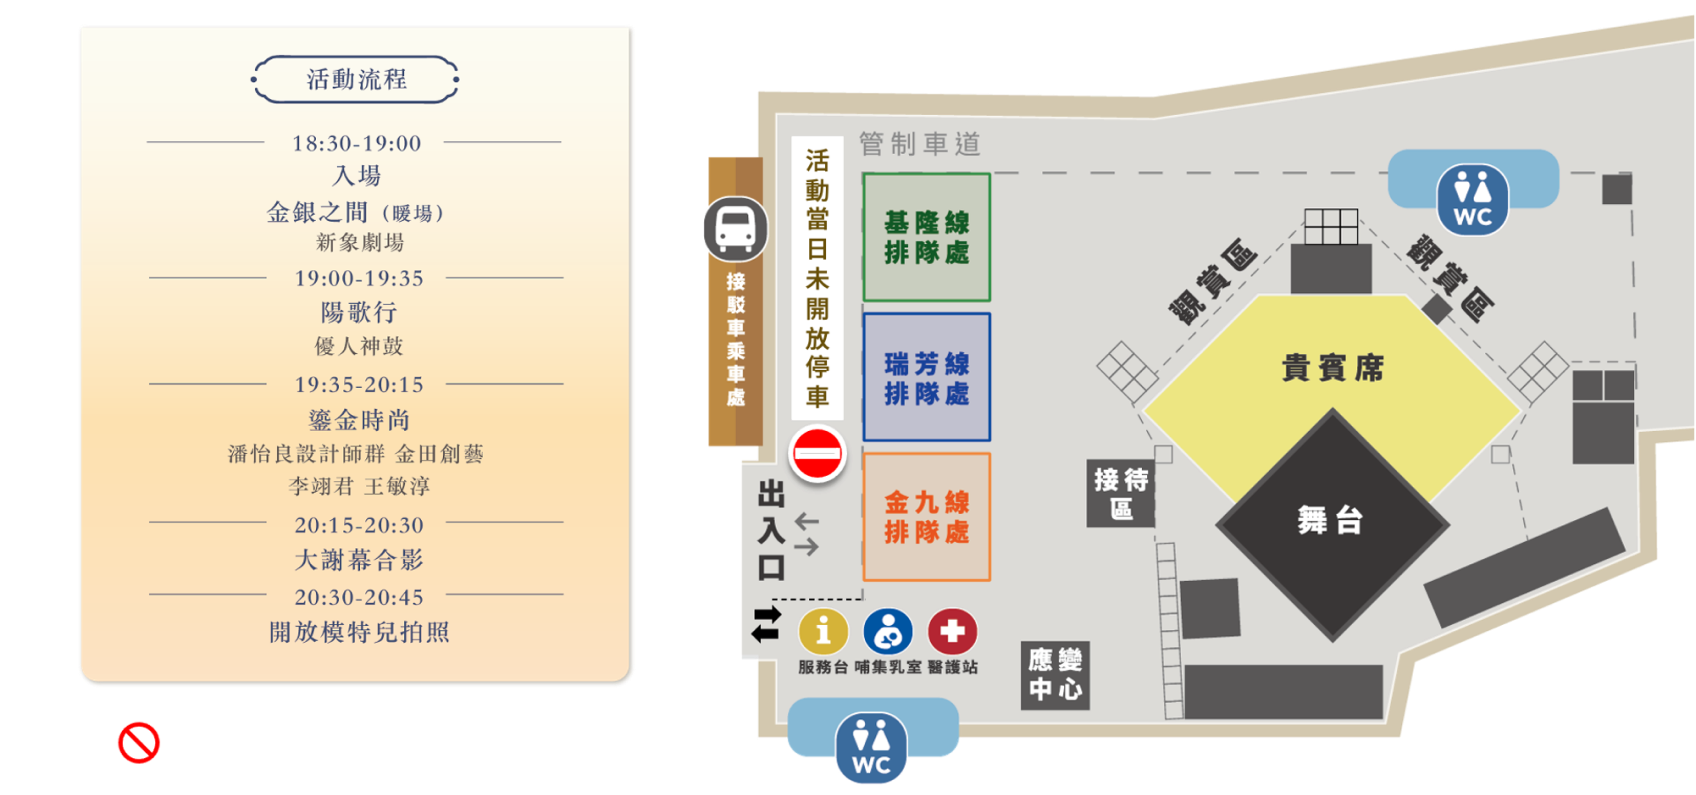 活動流程
18:30-19:00
入場
金銀之間（暖場）
新象劇場
19:00-19:35
陽歌行
優人神鼓
19:35-20:15
鎏金時尚
潘怡良設計師群 金田創藝
李翊君 王敏淳
20:15-20:30
大謝幕合影
20:30-20:45
開放模特兒拍照
管制車道
活動當日未開放停車
接駁車乘車處
基隆線
排隊處
瑞芳線
排隊處
金九線
排隊處
出入口
服務台
哺集乳室
醫護站
WC
應變
中心
接待
區
觀賞區
觀賞區
WC
貴賓席
舞台